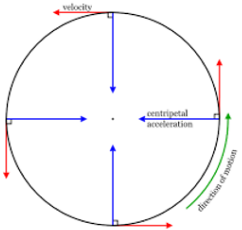 velocity
centripetal
acceleration
direction of motion